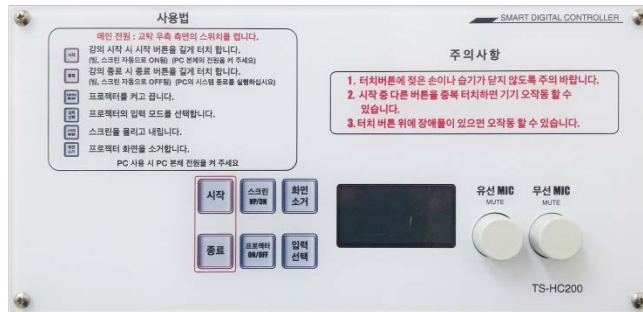 SMART DIGITAL CONTROLLER
사용법
메인 전원 : 교탁 우측 측면의 스위치를 켭니다.
시작
강의 시작 시 시작 버튼을 길게 터치 합니다.
(빔, 스크린 자동으로 ON됨) (PC 본체의 전원을 켜 주세요)
종료
강의 종료 시 종료 버튼을 길게 터치 합니다.
(빔, 스크린 자동으로 OFF됨) (PC의 시스템 종료를 실행하십시오)
프로젝터를 켜고 끕니다.
입력
선택
프로젝터의 입력 모드를 선택합니다.
스크린을 올리고 내립니다.
화면
소거
프로젝터 화면을 소거합니다.
PC 사용 시 PC 본체 전원을 켜 주세요
주의사항
1. 터치버튼에 젖은 손이나 습기가 닫지 않도록 주의 바랍니다.
2. 시작 중 다른 버튼을 중복 터치하면 기기 오작동 할 수
있습니다.
3. 터치 버튼 위에 장애물이 있으면 오작동 할 수 있습니다.
시작
스크린
UP/DN
화면
소거
종료
프로젝터
ON/OFF
입력
선택
유선 MIC
MUTE
무선 MIC
MUTE
TS-HC200